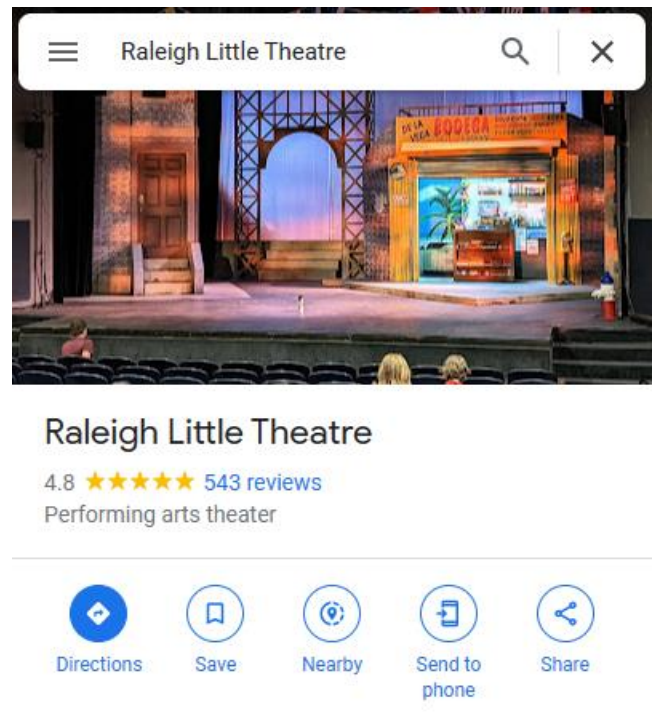 Raleigh Little Theatre
DE LA VEGA
BODEGA
Raleigh Little Theatre
4.8 543 reviews
Performing arts theater
Directions
Save
Nearby
Send to phone
Share